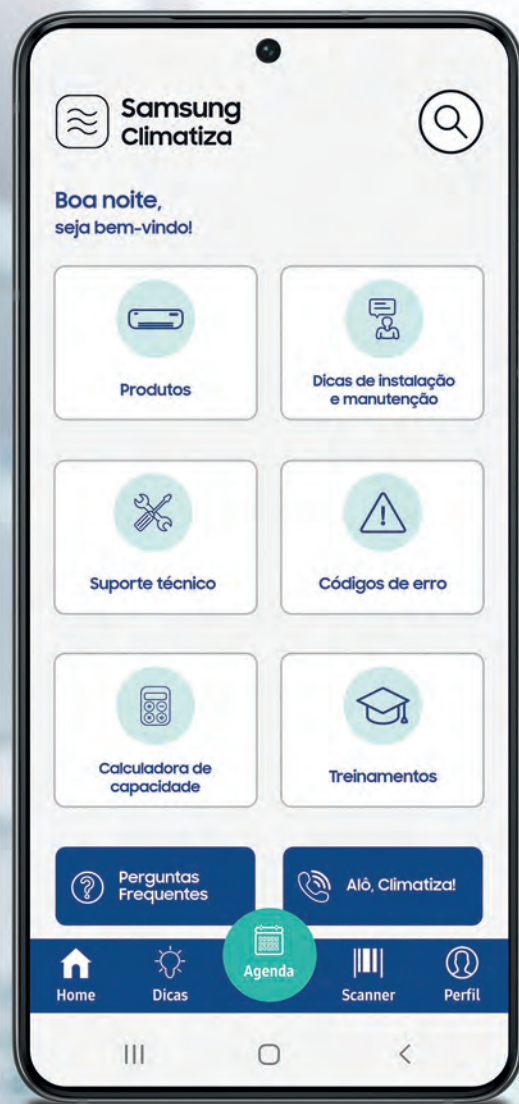 Samsung
Climatiza
Boa noite,
seja bem-vindo!
Produtos
Dicas de instalação
e manutenção
Suporte técnico
Códigos de erro
Calculadora de
capacidade
Treinamentos
Perguntas
Frequentes
Alô, Climatiza!
Home
Dicas
Agenda
Scanner
Perfil